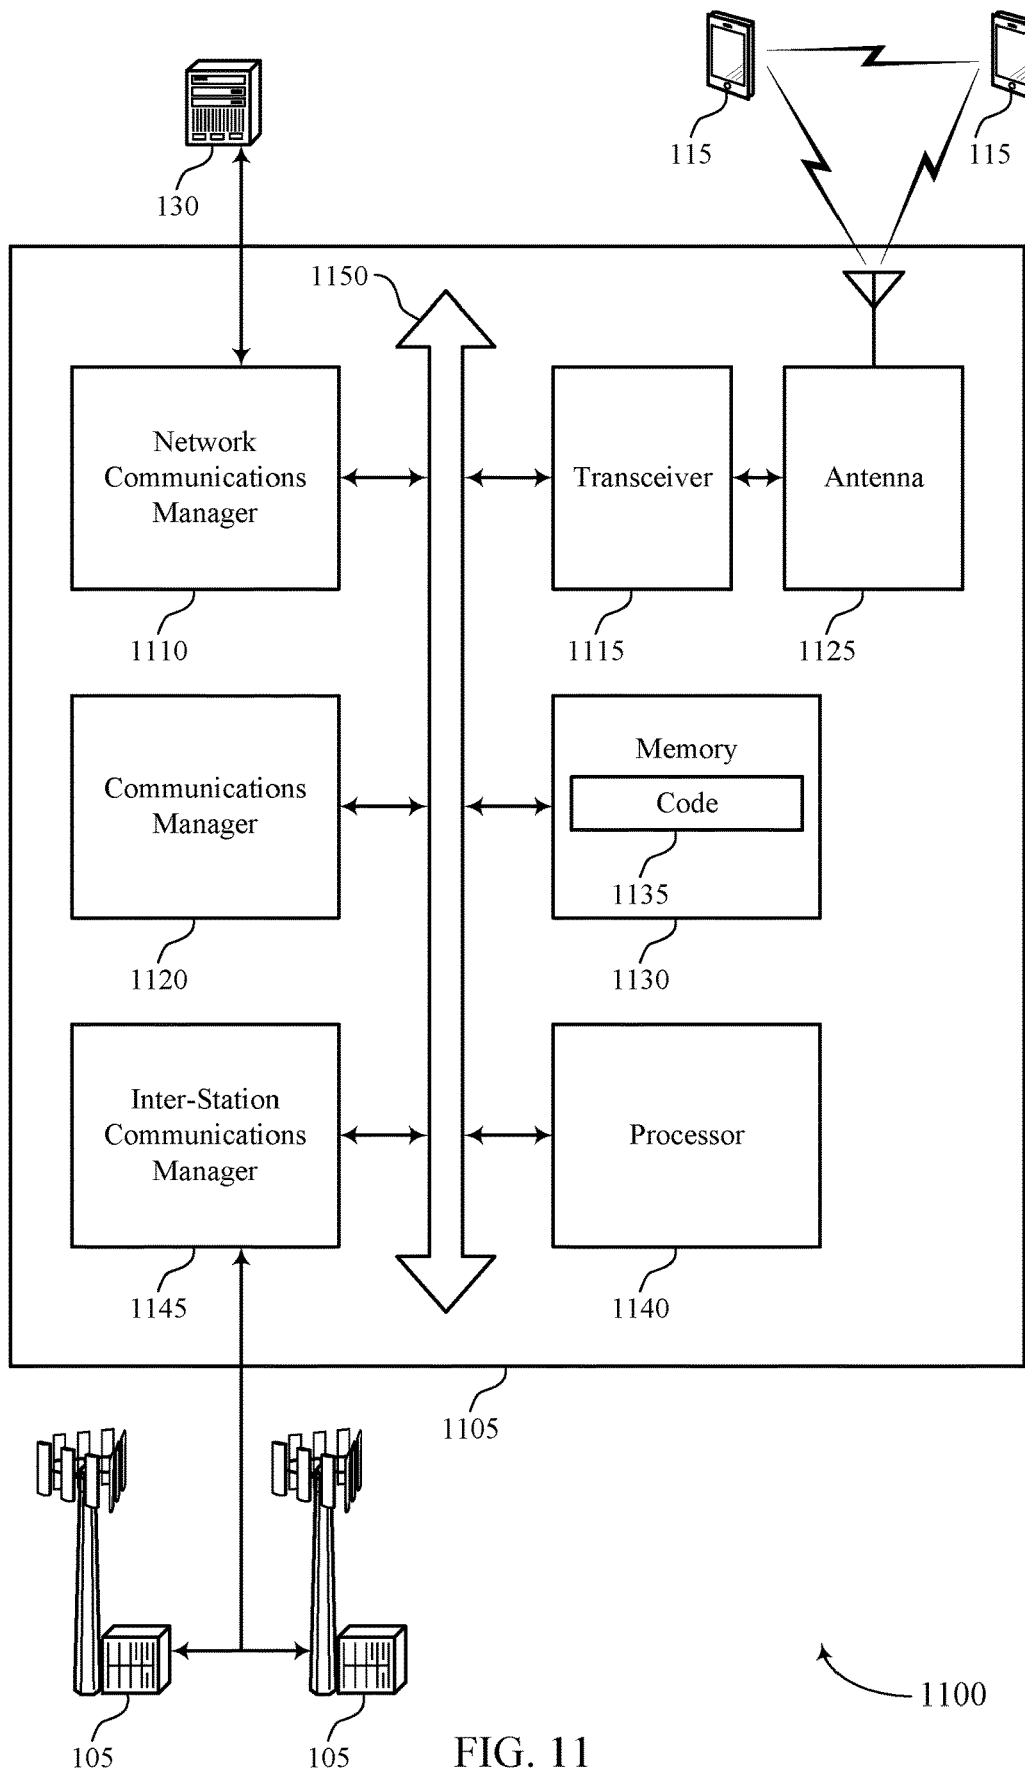 130
115
115
1150
Network
Communications
Manager
1110
Transceiver
1115
Antenna
1125
Communications
Manager
1120
Memory
Code
1135
1130
Inter-Station
Communications
Manager
1145
Processor
1140
1105
105
105
1100
FIG. 11